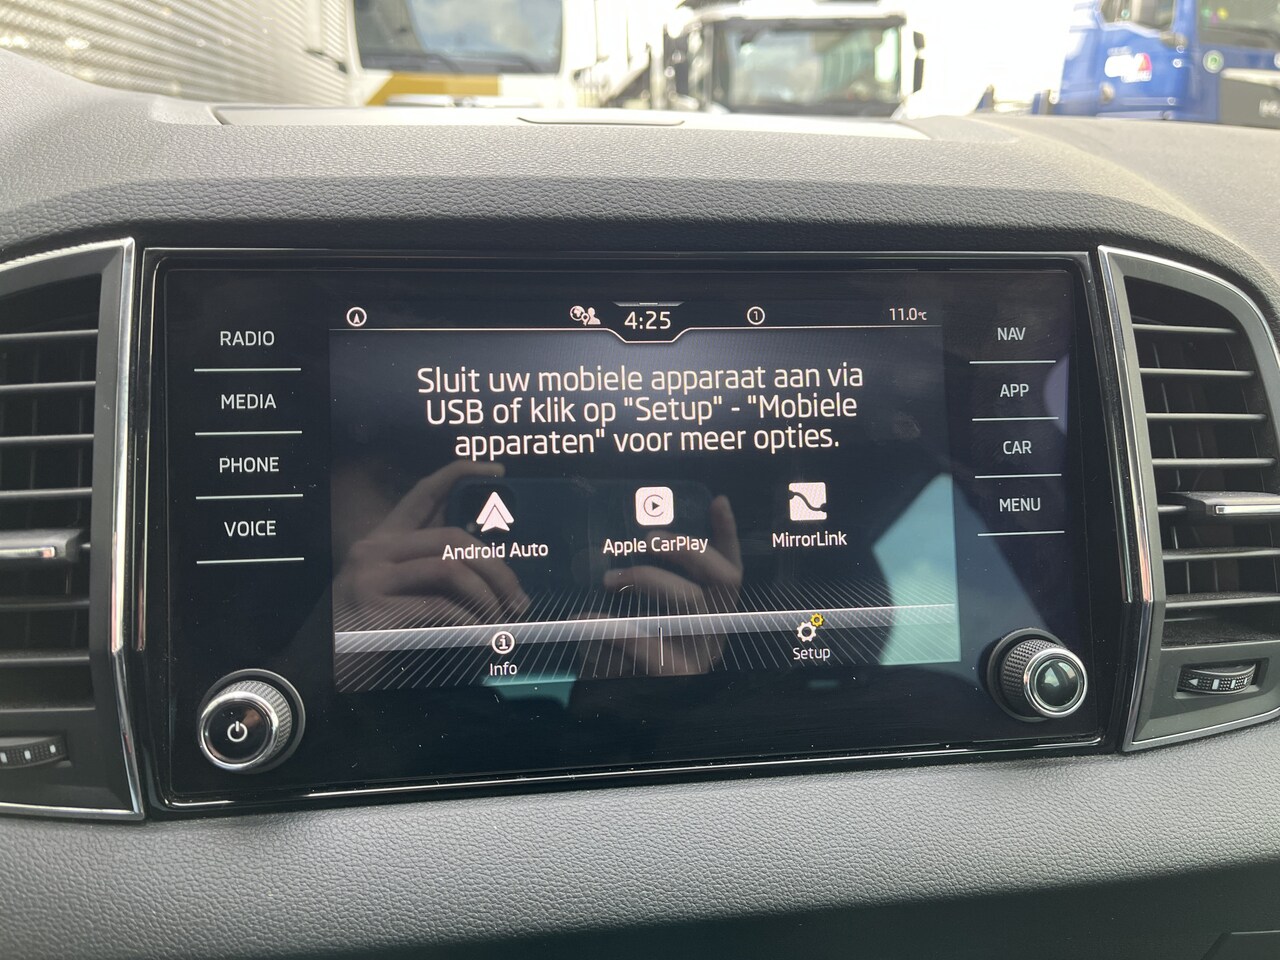 RADIO
MEDIA
PHONE
VOICE
4:25
1
11.0°C
Sluit uw mobiele apparaat aan via
USB of klik op "Setup" - "Mobiele
apparaten" voor meer opties.
Android Auto
Apple CarPlay
MirrorLink
Info
Setup
NAV
APP
CAR
MENU